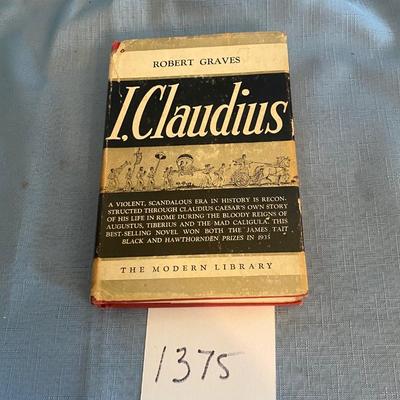 ROBERT GRAVES
I, Claudius
A VIOLENT, SCANDALOUS ERA IN HISTORY IS RECON-
STRUCTED THROUGH CLAUDIUS CAESAR'S OWN STORY
OF HIS LIFE IN ROME DURING THE BLOODY REIGNS OF
AUGUSTUS, TIBERIUS AND THE MAD CALIGULA. THIS
BEST-SELLING NOVEL WON BOTH THE JAMES TAIT
BLACK AND HAWTHORNDEN PRIZES IN 1935
THE MODERN LIBRARY
1375